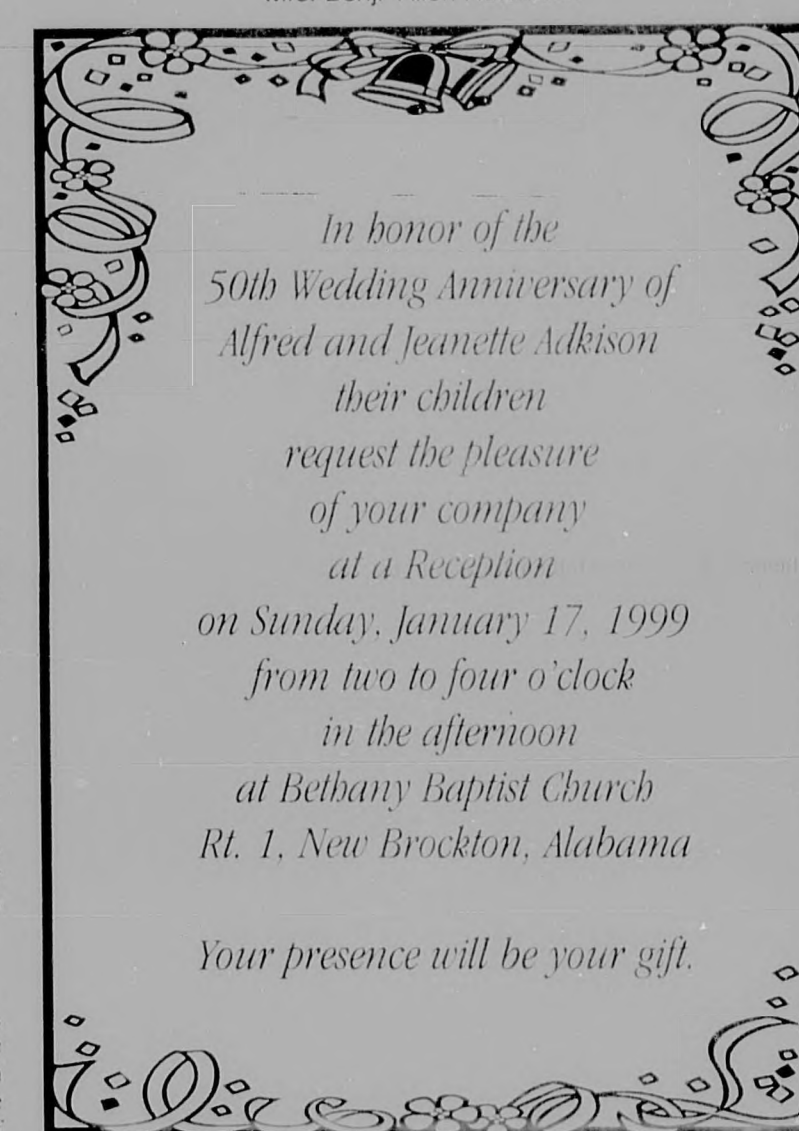 In honor of the
50th Wedding Anniversary of
Alfred and Jeanette Adkison
their children
request the pleasure
of your company
at a Reception
on Sunday, January 17, 1999
from two to four o'clock
in the afternoon
at Bethany Baptist Church
Rt. 1, New Brockton, Alabama
Your presence will be your gift.